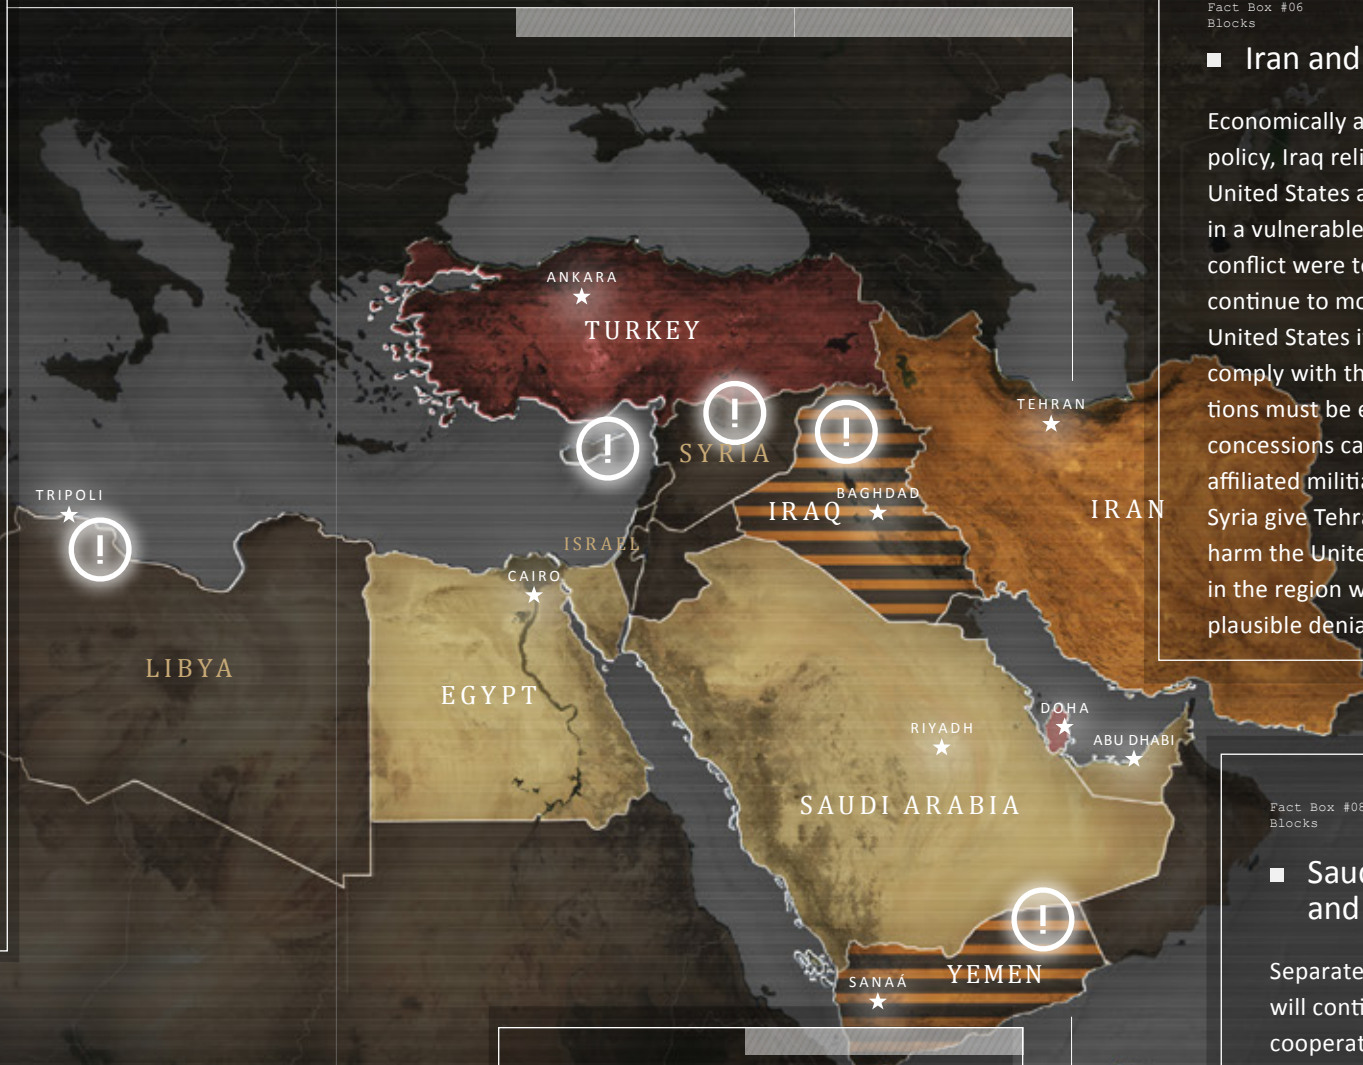 Fact Box #06
Blocks
Iran and
Economically a
policy, Iraq reli
United States a
in a vulnerable
conflict were t
continue to mo
United States i
comply with th
tions must be e
concessions ca
affiliated militi
Syria give Tehr
harm the Unite
in the region w
plausible denia
ANKARA
TURKEY
TEHRAN
SYRIA
TRIPOLI
BAGHDAD
IRAQ
IRAN
ISRAEL
CAIRO
LIBYA
EGYPT
DOHA
RIYADH
ABU DHABI
SAUDI ARABIA
YEMEN
SANAÁ
Fact Box #08
Blocks
Sau
and
Separate
will conti
cooperat